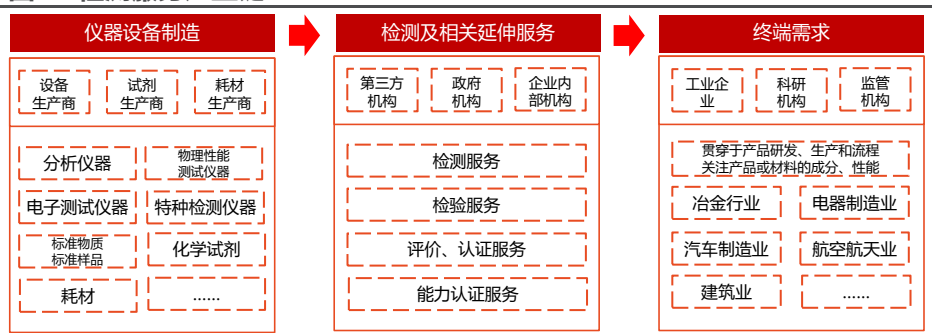 仪器设备制造
检测及相关延伸服务
终端需求
设备
生产商
试剂
生产商
耗材
生产商
第三方
机构
政府
机构
企业内
部机构
工业企
业
科研
机构
监管
机构
分析仪器
物理性能
测试仪器
电子测试仪器
特种检测仪器
标准物质
标准样品
化学试剂
耗材
……
检测服务
检验服务
评价、认证服务
能力认证服务
贯穿于产品研发、生产和流程
关注产品或材料的成分、性能
冶金行业
电器制造业
汽车制造业
航空航天业
建筑业
……